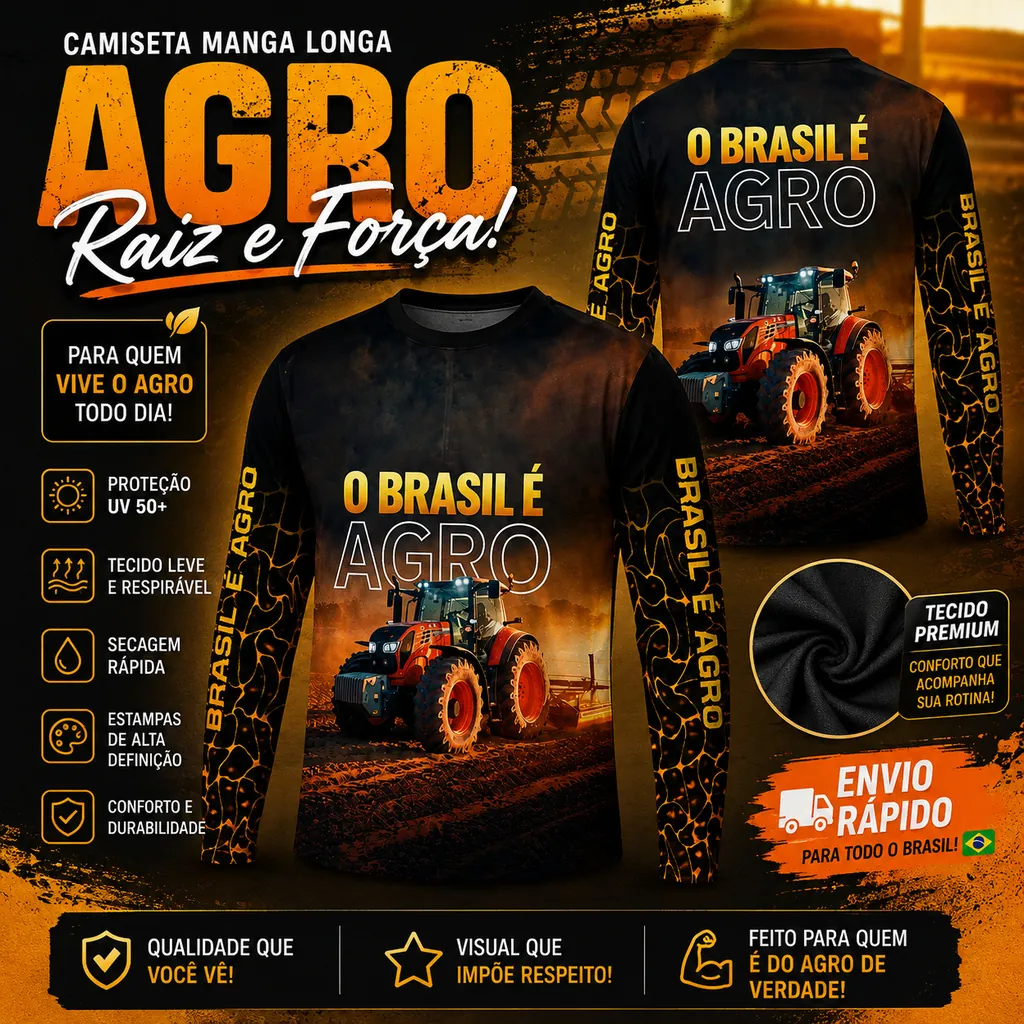 CAMISETA MANGA LONGA
AGRO
Raiz e Força!
PARA QUEM
VIVE O AGRO
TODO DIA!
PROTEÇÃO
UV 50+
TECIDO LEVE
E RESPIRÁVEL
SECAGEM
RÁPIDA
ESTAMPAS
DE ALTA
DEFINIÇÃO
CONFORTO E
DURABILIDADE
O BRASIL É
AGRO
BRASIL É AGRO
BRASIL É AGRO
O BRASIL É
AGRO
É AGRO
BRASIL É AGRO
TECIDO
PREMIUM
CONFORTO QUE
ACOMPANHA
SUA ROTINA!
ENVIO
RÁPIDO
PARA TODO O BRASIL!
QUALIDADE QUE
VOCÊ VÊ!
VISUAL QUE
IMPÕE RESPEITO!
FEITO PARA QUEM
É DO AGRO DE
VERDADE!